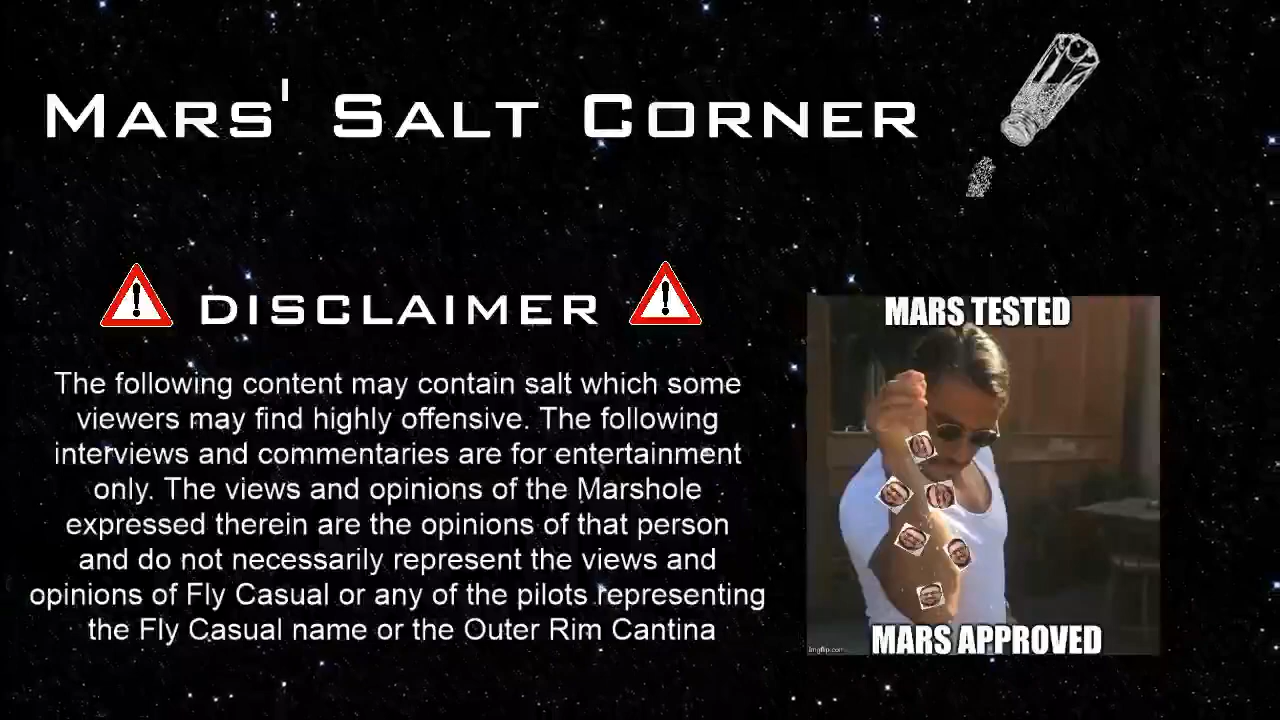 Mars' Salt Corner
DISCLAIMER
The following content may contain salt which some
viewers may find highly offensive. The following
interviews and commentaries are for entertainment
only. The views and opinions of the Marshole
expressed therein are the opinions of that person
and do not necessarily represent the views and
opinions of Fly Casual or any of the pilots representing
the Fly Casual name or the Outer Rim Cantina
MARS TESTED
MARS APPROVED
imgflip.com